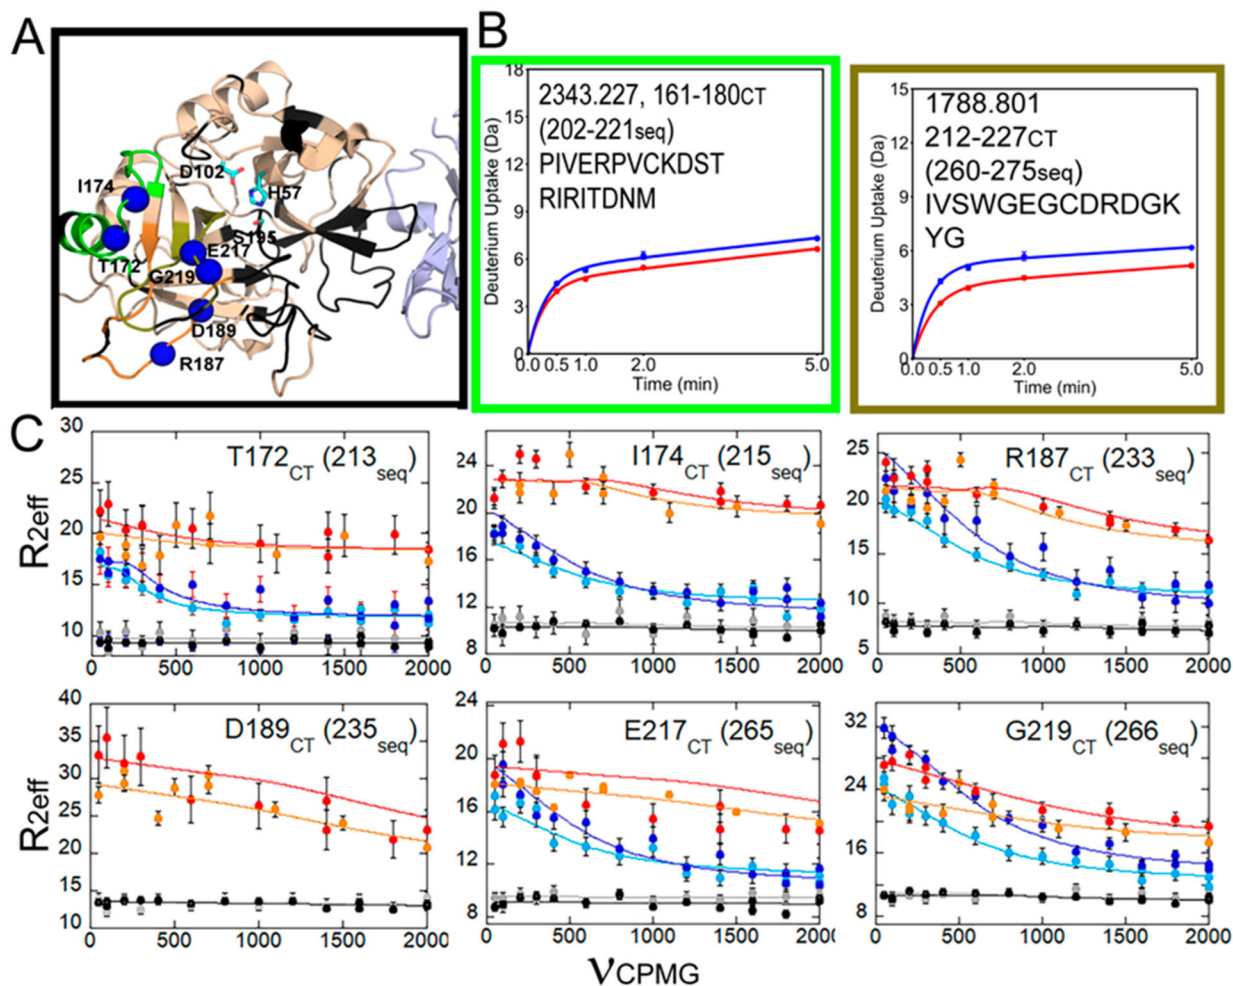 A
I174
D102
H57
S195
E217
T172
G219
D189
R187
B
18
15
12
9
6
3
0
Deuterium Uptake (Da)
2343.227, 161-180CT
(202-221seq)
PIVERPVCKDST
RIRITDNM
0.0 0.5 1.0 2.0 5.0
Time (min)
15
12
9
6
3
0
Deuterium Uptake (Da)
1788.801
212-227CT
(260-275seq)
IVSWGEGCDRDGK
YG
0.0 0.5 1.0 2.0 5.0
Time (min)
C
R2eff
30
25
20
15
10
T172CT (213seq)
0 500 1000 1500 2000
24
20
16
12
8
I174CT (215seq)
0 500 1000 1500 2000
25
20
15
10
5
R187CT (233seq)
0 500 1000 1500 2000
R2eff
40
35
30
25
20
15
10
D189CT (235seq)
0 500 1000 1500 2000
24
20
16
12
8
E217CT (265seq)
0 500 1000 1500 200
32
24
16
8
G219CT (266seq)
0 500 1000 1500 2000
νCPMG